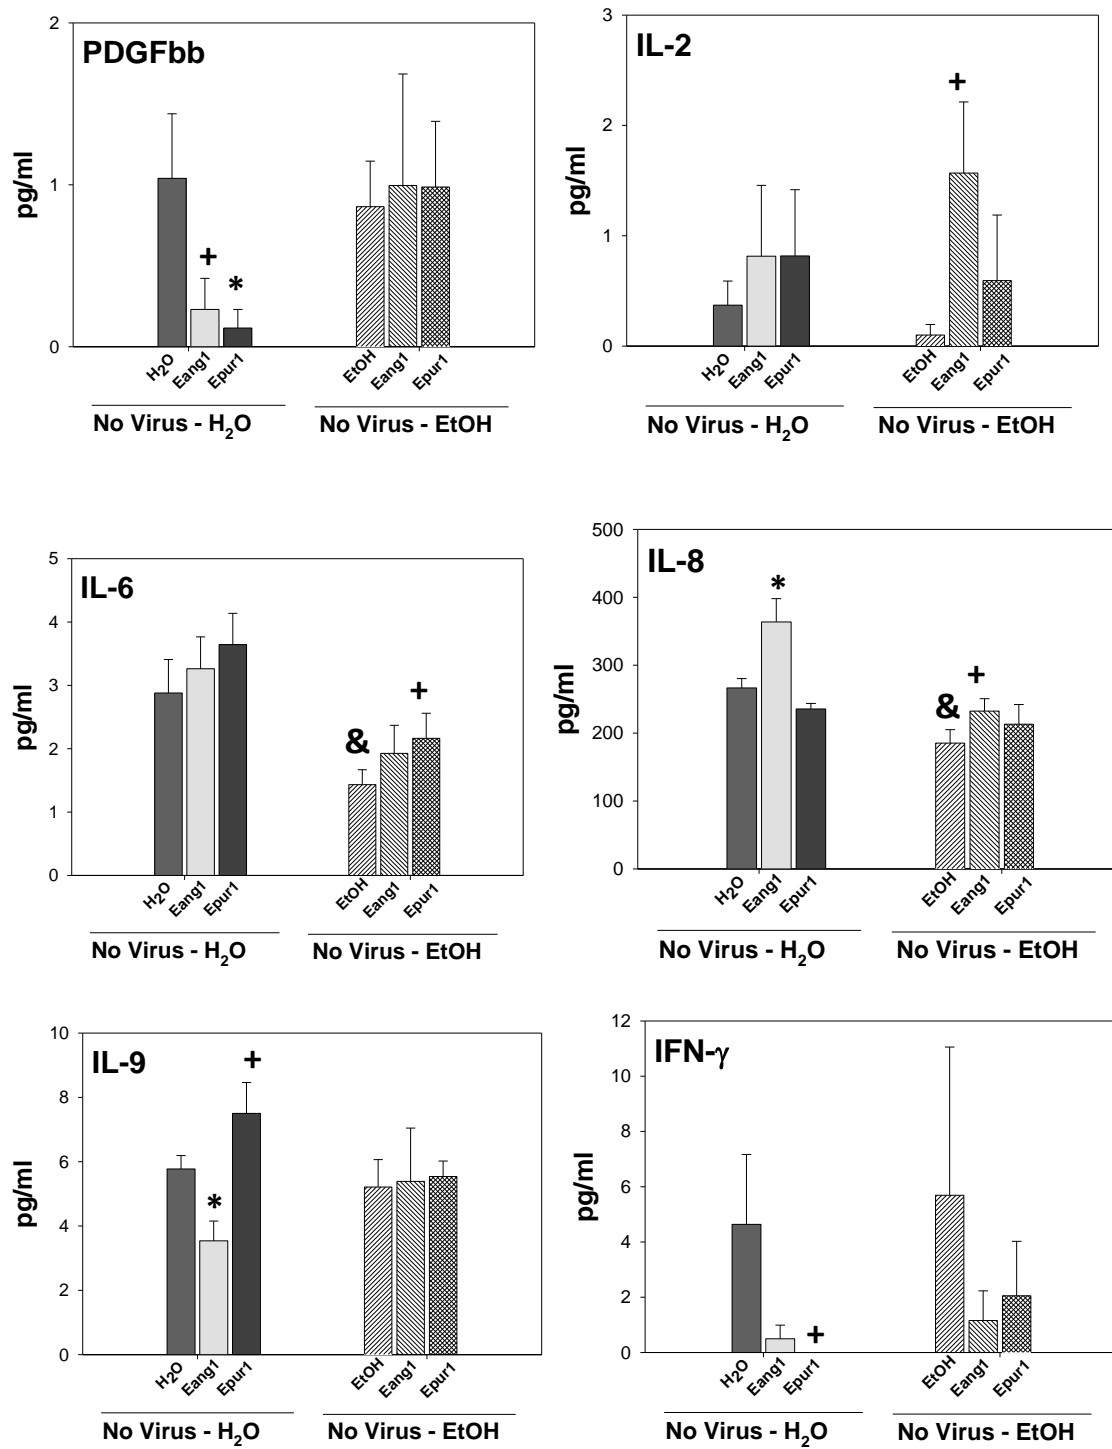 PDGFbb
pg/ml
2
1
0
+
*
H₂O Eang1 Epur1 EtOH Eang1 Epur1
No Virus - H₂O No Virus - EtOH
IL-2
pg/ml
3
2
1
0
+
H₂O Eang1 Epur1 EtOH Eang1 Epur1
No Virus - H₂O No Virus - EtOH
IL-6
pg/ml
5
4
3
2
1
0
&
+
H₂O Eang1 Epur1 EtOH Eang1 Epur1
No Virus - H₂O No Virus - EtOH
IL-8
pg/ml
500
400
300
200
100
0
*
&
+
H₂O Eang1 Epur1 EtOH Eang1 Epur1
No Virus - H₂O No Virus - EtOH
IL-9
pg/ml
10
8
6
4
2
0
*
+
H₂O Eang1 Epur1 EtOH Eang1 Epur1
No Virus - H₂O No Virus - EtOH
IFN-γ
pg/ml
12
10
8
6
4
2
0
+
H₂O Eang1 Epur1 EtOH Eang1 Epur1
No Virus - H₂O No Virus - EtOH